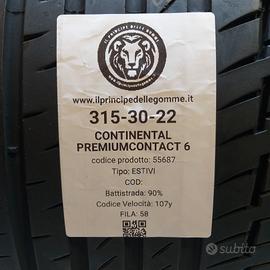 IL PRINCIPE DELLE GOMME
www.ilprincipedellegomme.it
315-30-22
CONTINENTAL
PREMIUMCONTACT 6
codice prodotto: 55687
Tipo: ESTIVI
COD:
Battistrada: 90%
Codice Velocità: 107y
FILA: 58
subito